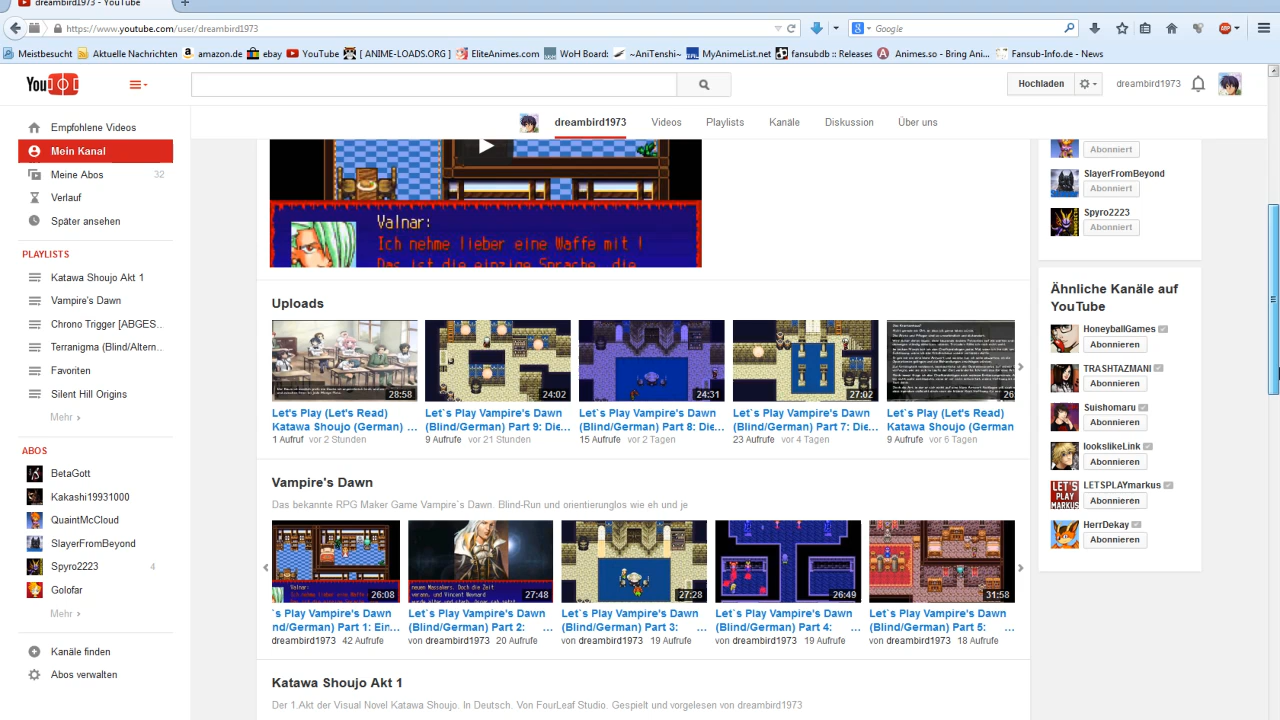 dreambird1973 - YouTube
https://www.youtube.com/user/dreambird1973
Google
Meistbesucht Aktuelle Nachrichten amazon.de ebay YouTube [ ANIME-LOADS.ORG ] EliteAnimes.com WoH Board: ~AniTenshi~ MyAnimeList.net fansubdb :: Releases Animes.so - Bring Ani... Fansub-Info.de - News
You
Hochladen dreambird1973
dreambird1973 Videos Playlists Kanäle Diskussion Über uns
Empfohlene Videos
Mein Kanal
Meine Abos 32
Verlauf
Später ansehen
PLAYLISTS
Katawa Shoujo Akt 1
Vampire's Dawn
Chrono Trigger [ABGES..
Terranigma (Blind/Altern..
Favoriten
Silent Hill Origins
Mehr ›
ABOS
BetaGott
Kakashi19931000
QuaintMcCloud
SlayerFromBeyond
Spyro2223 4
Golofar
Mehr ›
Kanäle finden
Abos verwalten
Valnar:
Ich nehme lieber eine Waffe mit !
Das ist die einzige Sprache, die
Uploads
28:58 24:02 24:31 27:02 26
Let's Play (Let's Read)
Katawa Shoujo (German) ...
1 Aufruf vor 2 Stunden
Let`s Play Vampire's Dawn
(Blind/German) Part 9: Die...
9 Aufrufe vor 21 Stunden
Let`s Play Vampire's Dawn
(Blind/German) Part 8: Die...
15 Aufrufe vor 2 Tagen
Let`s Play Vampire's Dawn
(Blind/German) Part 7: Die...
23 Aufrufe vor 4 Tagen
Let's Play (Let's Read)
Katawa Shoujo (German
9 Aufrufe vor 6 Tagen
Vampire's Dawn
Das bekannte RPG Maker Game Vampire`s Dawn. Blind-Run und orientierunglos wie eh und je
26:08 27:48 27:28 26:49 31:58
`s Play Vampire's Dawn
nd/German) Part 1: Ein...
dreambird1973 42 Aufrufe
Let`s Play Vampire's Dawn
(Blind/German) Part 2: ...
von dreambird1973 20 Aufrufe
Let`s Play Vampire's Dawn
(Blind/German) Part 3: ...
von dreambird1973 19 Aufrufe
Let`s Play Vampire's Dawn
(Blind/German) Part 4: ...
von dreambird1973 19 Aufrufe
Let`s Play Vampire's Dawn
(Blind/German) Part 5: ...
von dreambird1973 18 Aufrufe
Katawa Shoujo Akt 1
Der 1.Akt der Visual Novel Katawa Shoujo. In Deutsch. Von FourLeaf Studio. Gespielt und vorgelesen von dreambird1973
Abonniert
SlayerFromBeyond
Abonniert
Spyro2223
Abonniert
Ähnliche Kanäle auf
YouTube
HoneyballGames
Abonnieren
TRASHTAZMANI
Abonnieren
Suishomaru
Abonnieren
lookslikeLink
Abonnieren
LETSPLAYmarkus
Abonnieren
HerrDekay
Abonnieren